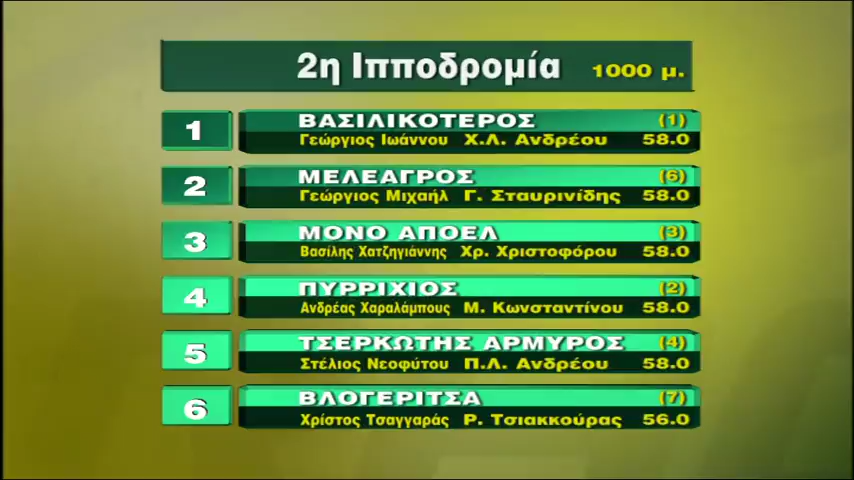 2η Ιπποδρομία 1000 μ.
1 ΒΑΣΙΛΙΚΟΤΕΡΟΣ (1)
Γεώργιος Ιωάννου Χ.Λ. Ανδρέου 58.0
2 ΜΕΛΕΑΓΡΟΣ (6)
Γεώργιος Μιχαήλ Γ. Σταυρινίδης 58.0
3 ΜΟΝΟ ΑΠΟΕΛ (3)
Βασίλης Χατζηγιάννης Χρ. Χριστοφόρου 58.0
4 ΠΥΡΡΙΧΙΟΣ (2)
Ανδρέας Χαραλάμπους Μ. Κωνσταντίνου 58.0
5 ΤΣΕΡΚΩΤΗΣ ΑΡΜΥΡΟΣ (4)
Στέλιος Νεοφύτου Π.Λ. Ανδρέου 58.0
6 ΒΛΟΓΕΡΙΤΣΑ (7)
Χρίστος Τσαγγαράς Ρ. Τσιακκούρας 56.0